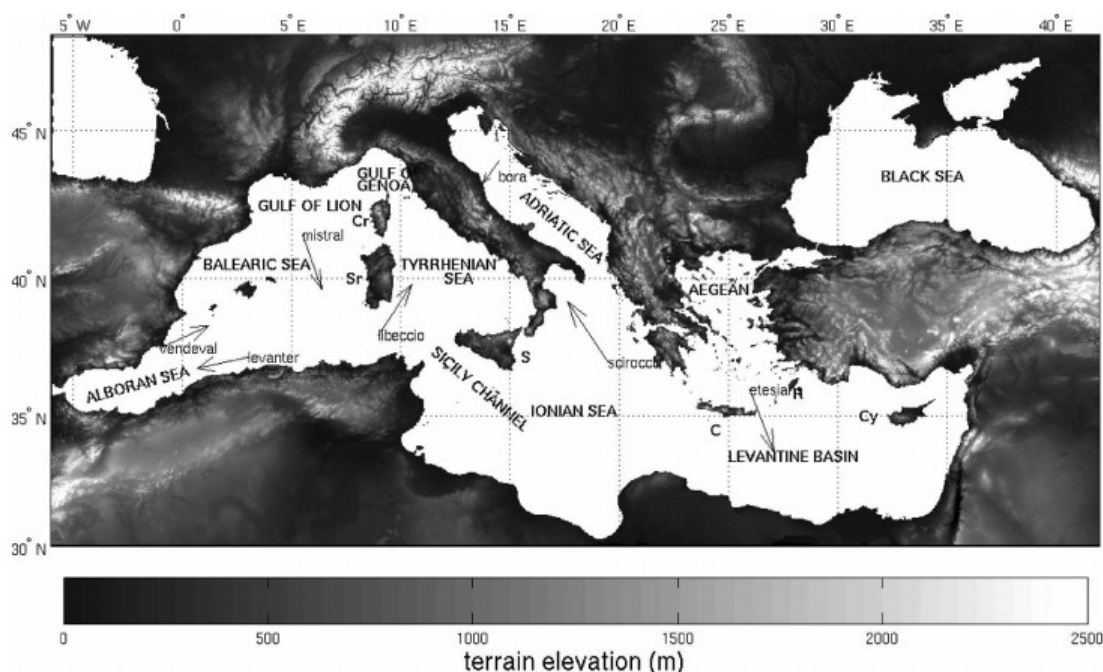 5° W 0° 5° E 10° E 15° E 20° E 25° E 30° E 35° E 40° E
45° N
BLACK SEA
GULF OF
GENOA
bora
GULF OF LION
Cr
ADRIATIC SEA
mistral
40° N
BALEARIC SEA
Sr
TYRRHENIAN
SEA
AEGEAN
libeccio
vendeval
levanter
S
scirocco
ALBORAN SEA
SICILY CHANNEL
etesian
R
35° N
IONIAN SEA
C
Cy
LEVANTINE BASIN
30° N
0 500 1000 1500 2000 2500
terrain elevation (m)